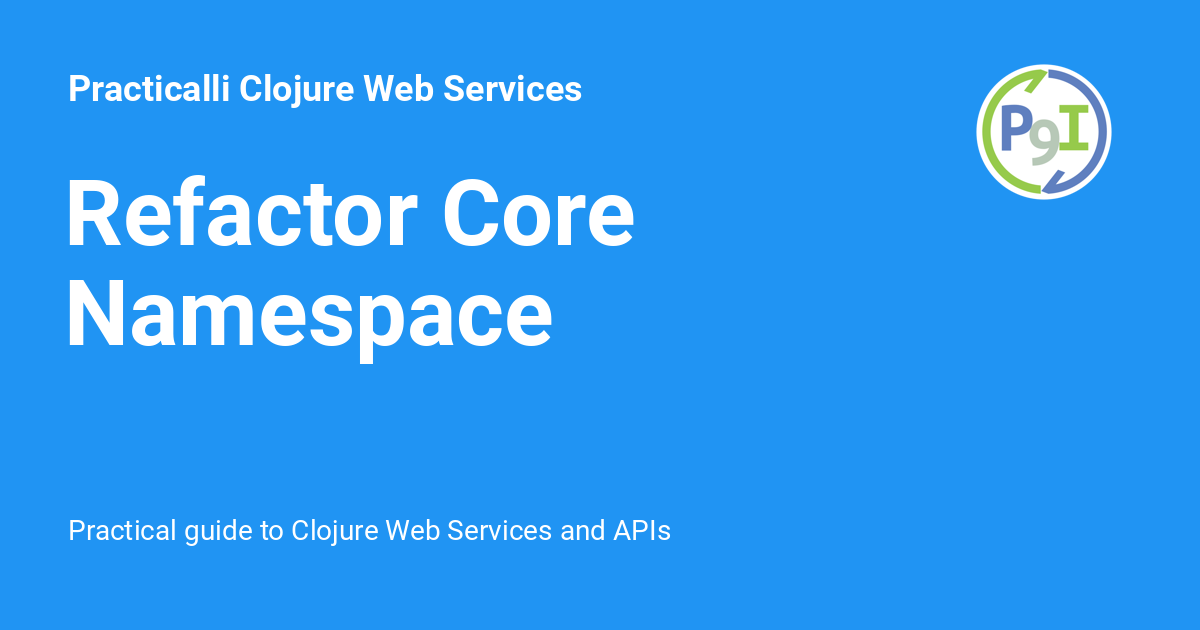 Practicalli Clojure Web Services
P9I
Refactor Core
Namespace
Practical guide to Clojure Web Services and APIs